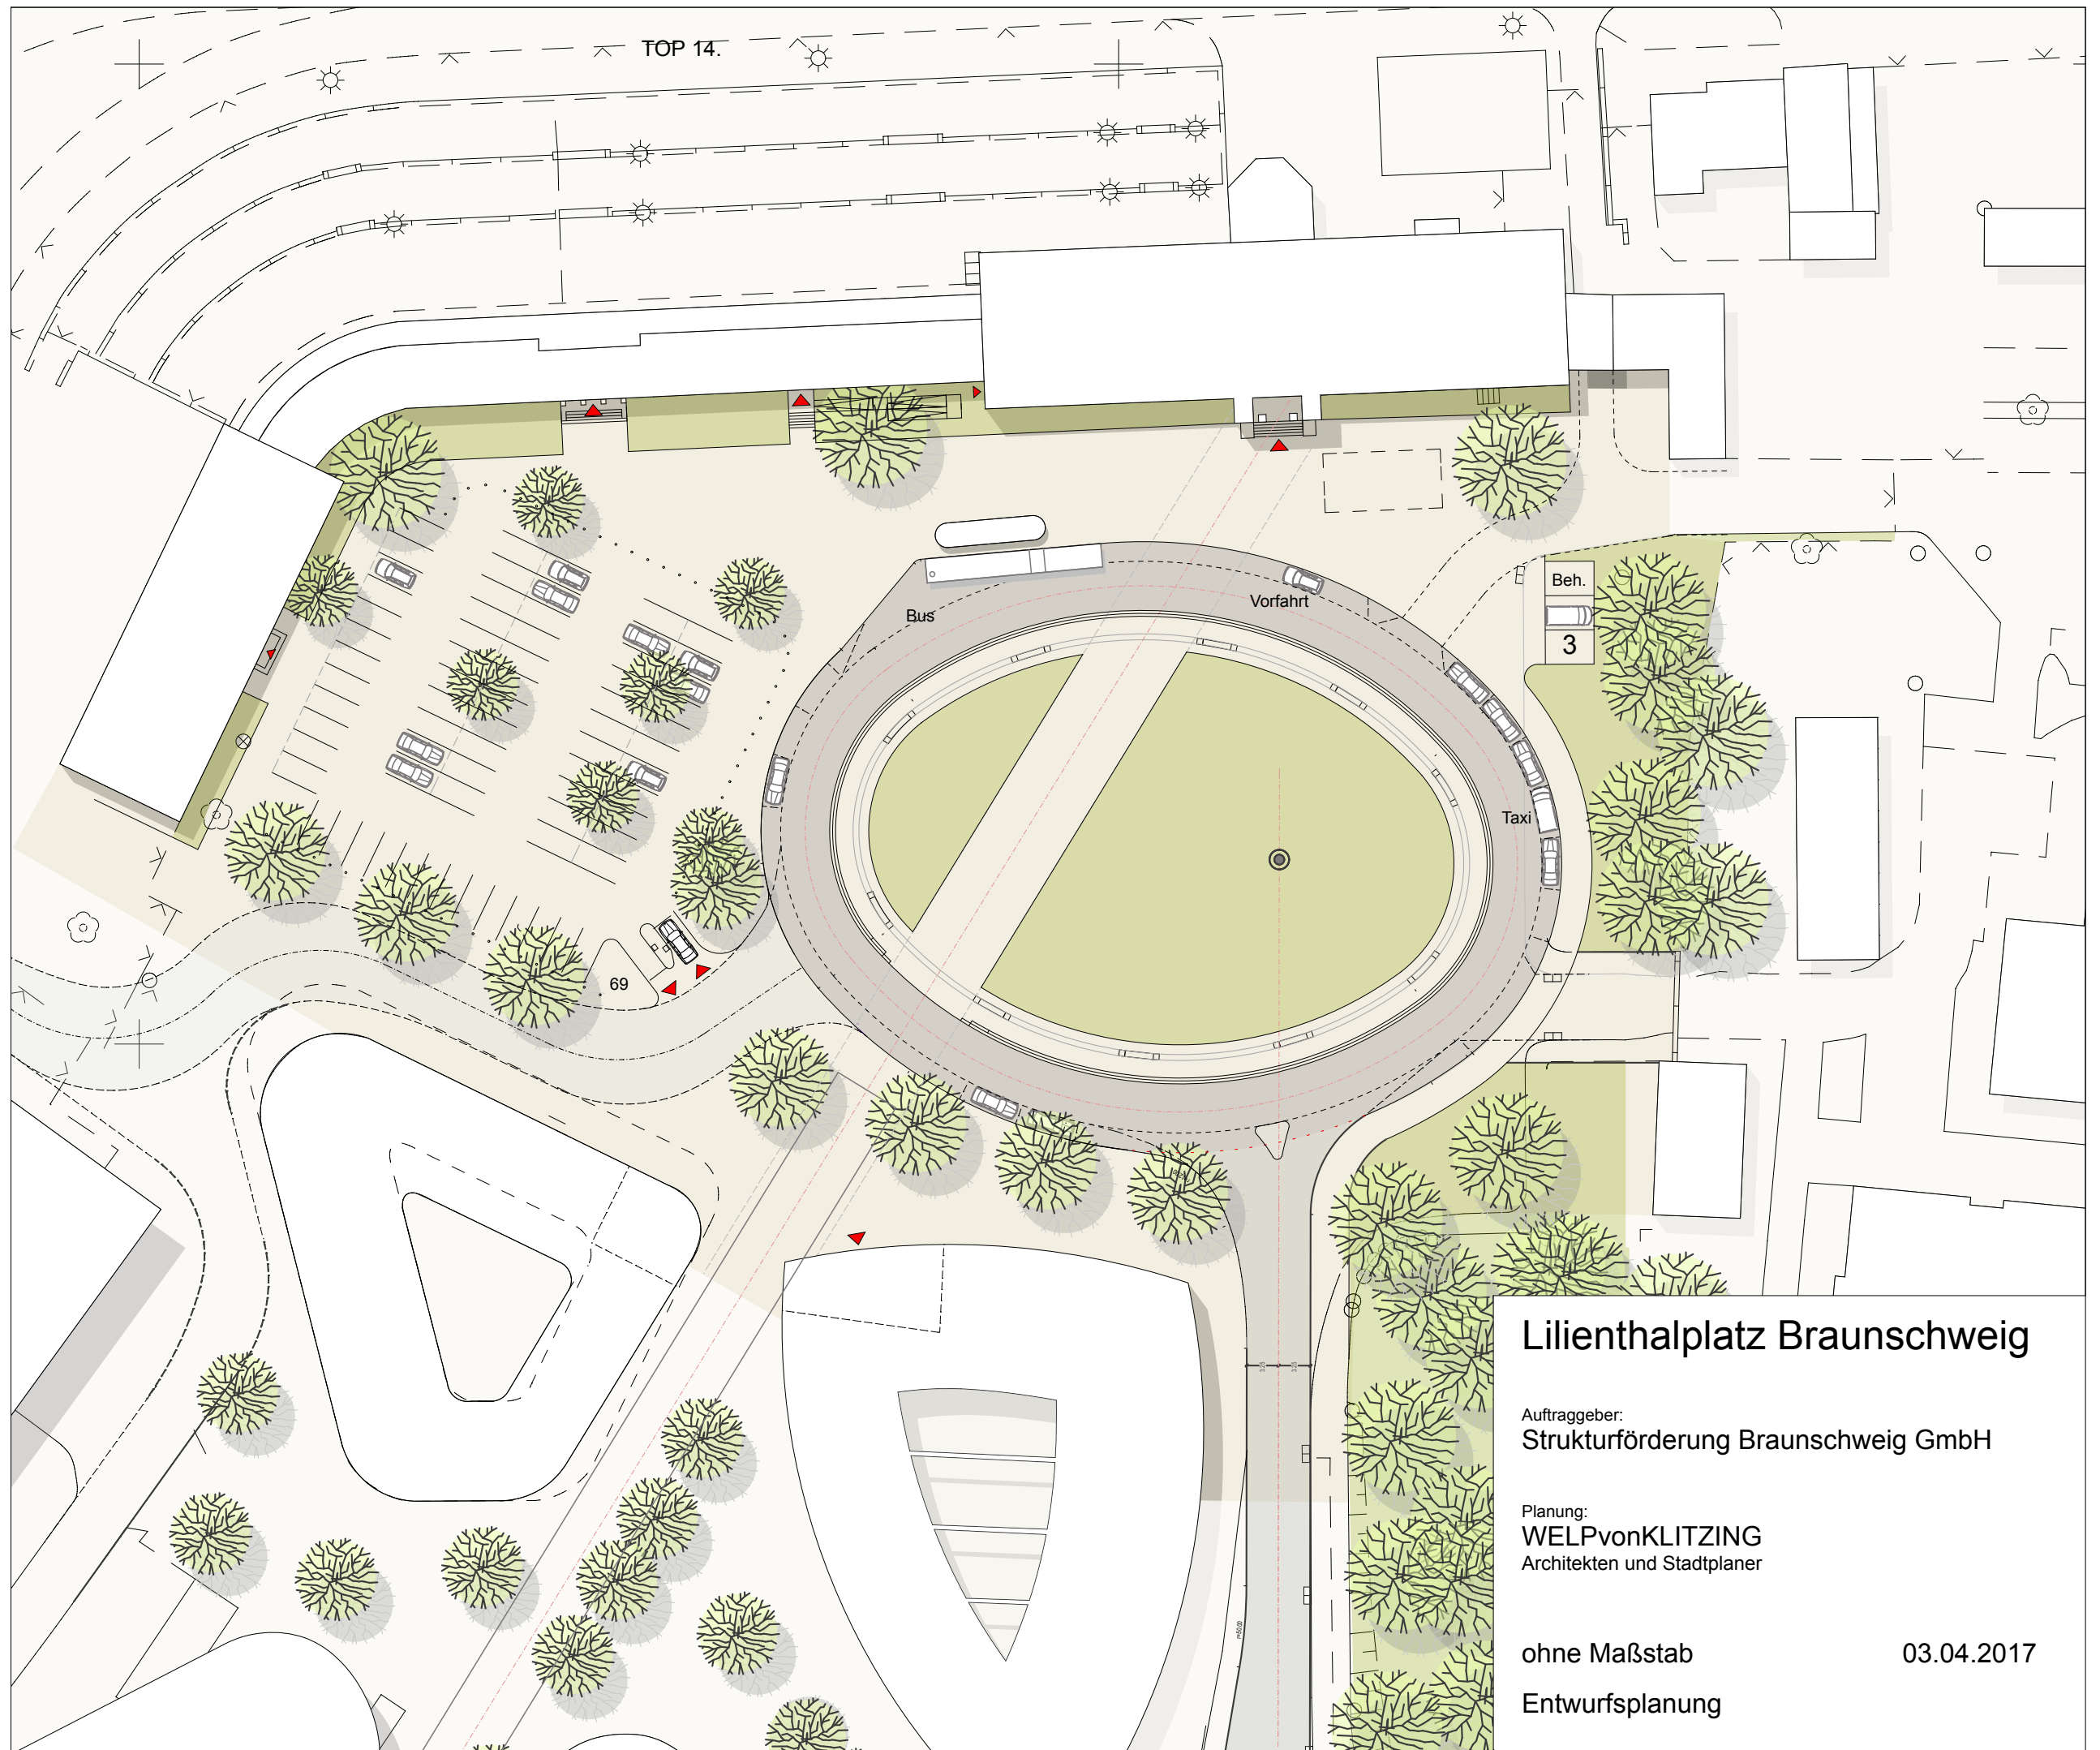 TOP 14.
Beh.
3
Bus
Vorfahrt
Taxi
69
Lilienthalplatz Braunschweig
Auftraggeber:
Strukturförderung Braunschweig GmbH
Planung:
WELPvonKLITZING
Architekten und Stadtplaner
ohne Maßstab 03.04.2017
Entwurfsplanung